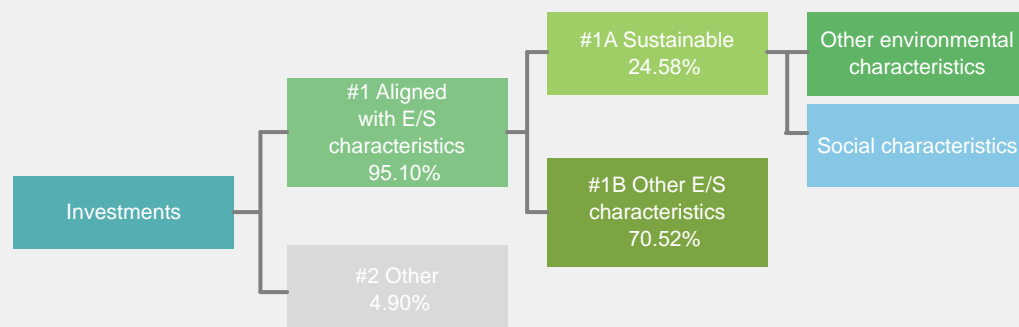 Investments
#1 Aligned
with E/S
characteristics
95.10%
#2 Other
4.90%
#1A Sustainable
24.58%
#1B Other E/S
characteristics
70.52%
Other environmental
characteristics
Social characteristics